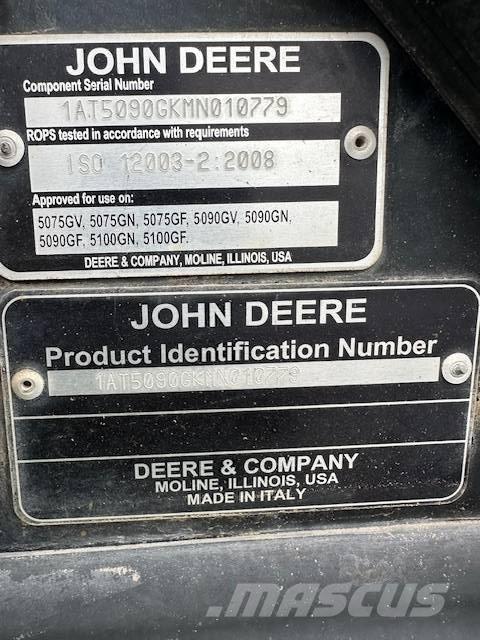 JOHN DEERE
Component Serial Number
1AT5090GKMN010779
ROPS tested in accordance with requirements
ISO 12003-2:2008
Approved for use on:
5075GV, 5075GN, 5075GF, 5090GV, 5090GN,
5090GF, 5100GN, 5100GF.
DEERE & COMPANY, MOLINE, ILLINOIS, USA
JOHN DEERE
Product Identification Number
1AT5090GKMN010779
DEERE & COMPANY
MOLINE, ILLINOIS, USA
MADE IN ITALY
MASCUS